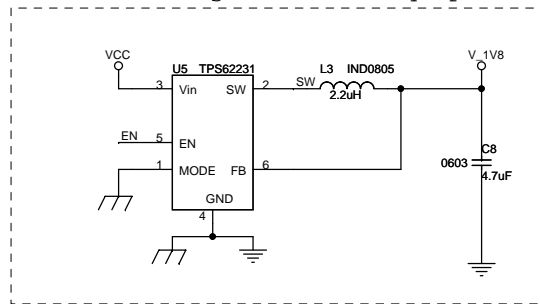 VCC
V_1V8
U5 TPS62231
L3 IND0805
3 Vin
SW 2
SW
2.2uH
EN
5 EN
1 MODE
FB 6
GND
4
C8
0603
4.7uF